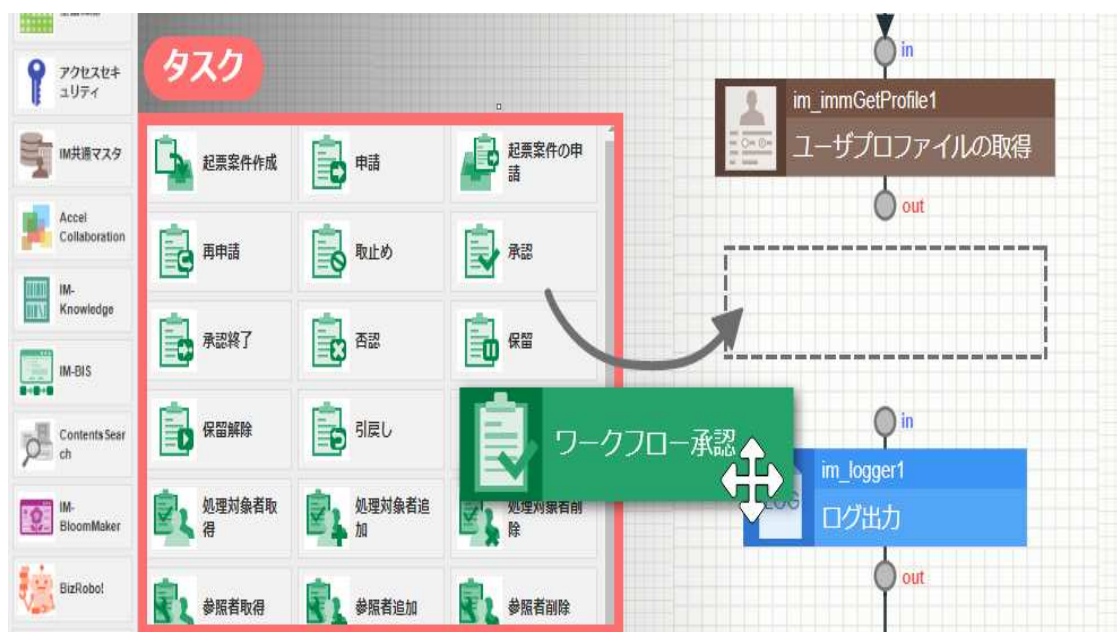 アクセスセキ
ュリティ
IM共通マスタ
Accel
Collaboration
IM-
Knowledge
IM-BIS
Contents Sear
ch
IM-
BloomMaker
BizRobo!
タスク
起票案件作成
申請
起票案件の申
請
再申請
取止め
承認
承認終了
否認
保留
保留解除
引戻し
処理対象者取
得
処理対象者追
加
処理対象者削
除
参照者取得
参照者追加
参照者削除
ワークフロー承認
in
im_immGetProfile1
ユーザプロファイルの取得
out
in
im_logger1
LOG
ログ出力
out